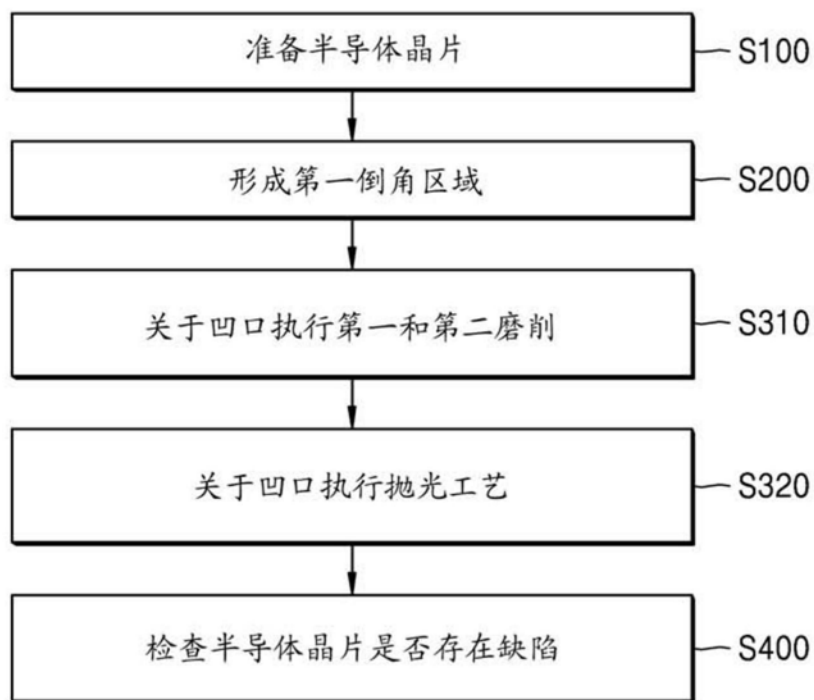 准备半导体晶片 S100
形成第一倒角区域 S200
关于凹口执行第一和第二磨削 S310
关于凹口执行抛光工艺 S320
检查半导体晶片是否存在缺陷 S400